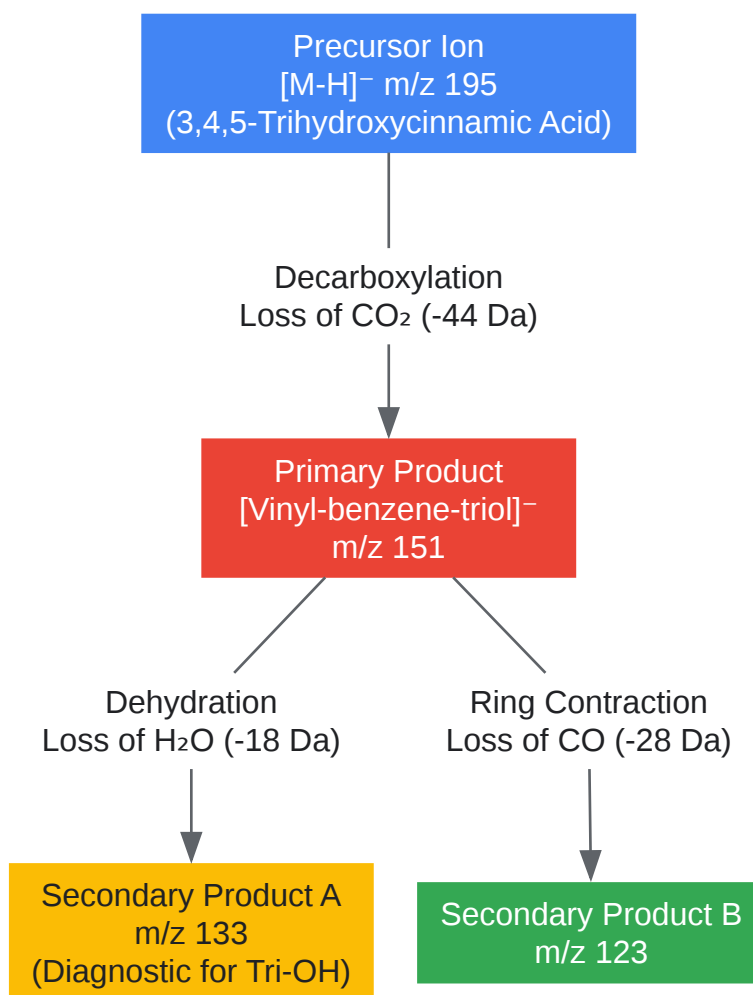 Precursor Ion
[M-H]⁻ m/z 195
(3,4,5-Trihydroxycinnamic Acid)
Decarboxylation
Loss of CO₂ (-44 Da)
Primary Product
[Vinyl-benzene-triol]⁻
m/z 151
Dehydration
Loss of H₂O (-18 Da)
Ring Contraction
Loss of CO (-28 Da)
Secondary Product A
m/z 133
(Diagnostic for Tri-OH)
Secondary Product B
m/z 123